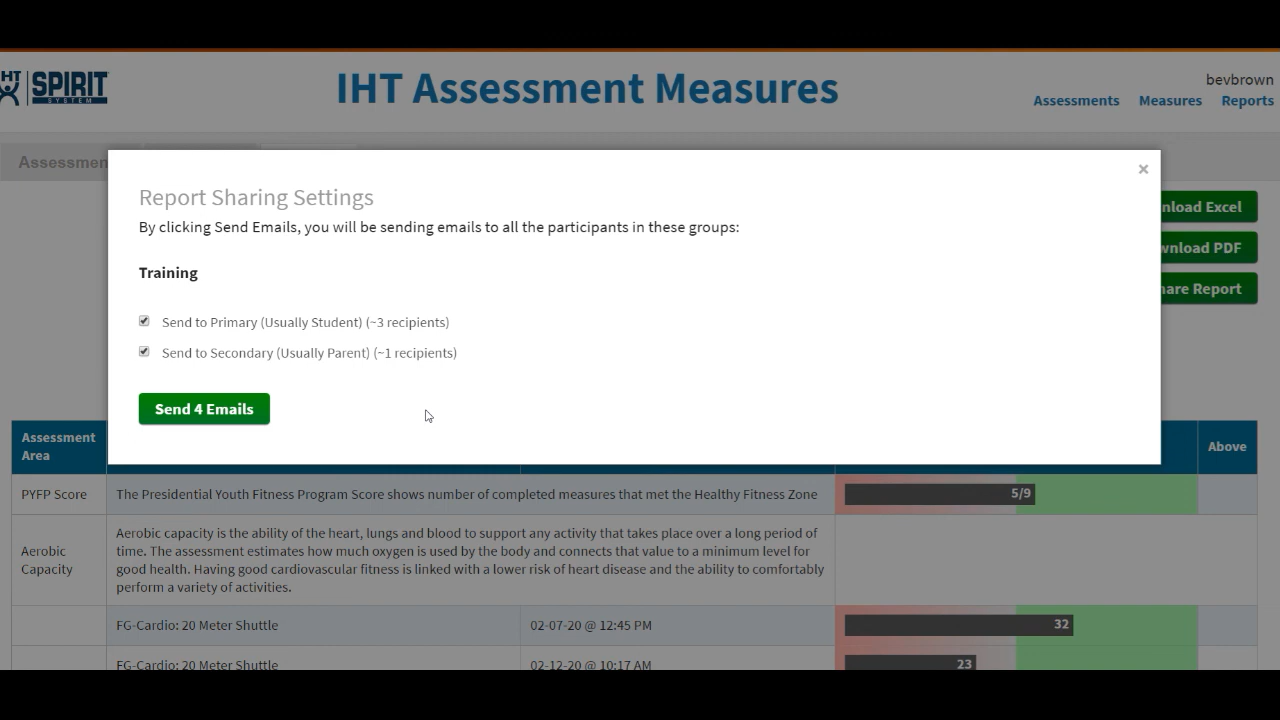 HT SPIRIT
SYSTEM
IHT Assessment Measures
bevbrown
Assessments Measures Reports
Assessmen
×
Report Sharing Settings
By clicking Send Emails, you will be sending emails to all the participants in these groups:
Training
Send to Primary (Usually Student) (~3 recipients)
Send to Secondary (Usually Parent) (~1 recipients)
Send 4 Emails
nload Excel
wnload PDF
hare Report
Assessment
Area
Above
PYFP Score
The Presidential Youth Fitness Program Score shows number of completed measures that met the Healthy Fitness Zone
5/9
Aerobic
Capacity
Aerobic capacity is the ability of the heart, lungs and blood to support any activity that takes place over a long period of
time. The assessment estimates how much oxygen is used by the body and connects that value to a minimum level for
good health. Having good cardiovascular fitness is linked with a lower risk of heart disease and the ability to comfortably
perform a variety of activities.
FG-Cardio: 20 Meter Shuttle 02-07-20 @ 12:45 PM 32
FG-Cardio: 20 Meter Shuttle 02-12-20 @ 10:17 AM 23